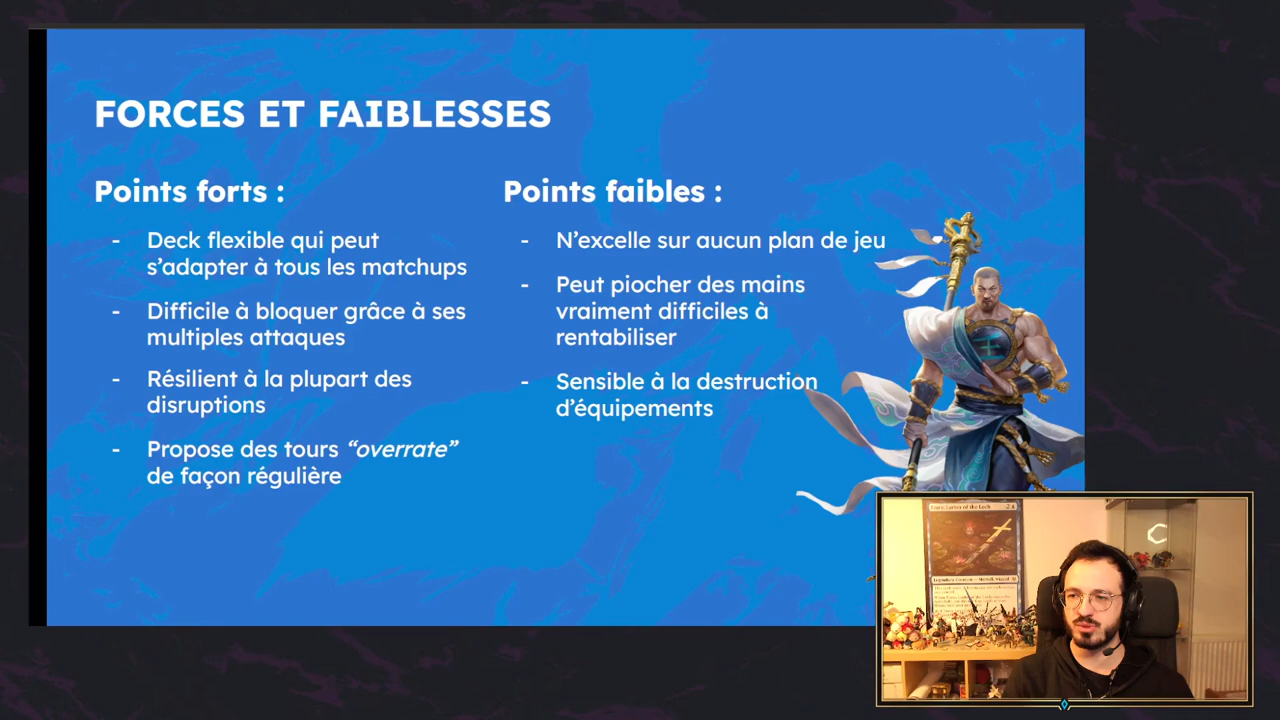 FORCES ET FAIBLESSES
Points forts :
- Deck flexible qui peut
s’adapter à tous les matchups
- Difficile à bloquer grâce à ses
multiples attaques
- Résilient à la plupart des
disruptions
- Propose des tours “overrate”
de façon régulière
Points faibles :
- N’excelle sur aucun plan de jeu
- Peut piocher des mains
vraiment difficiles à
rentabiliser
- Sensible à la destruction
d’équipements